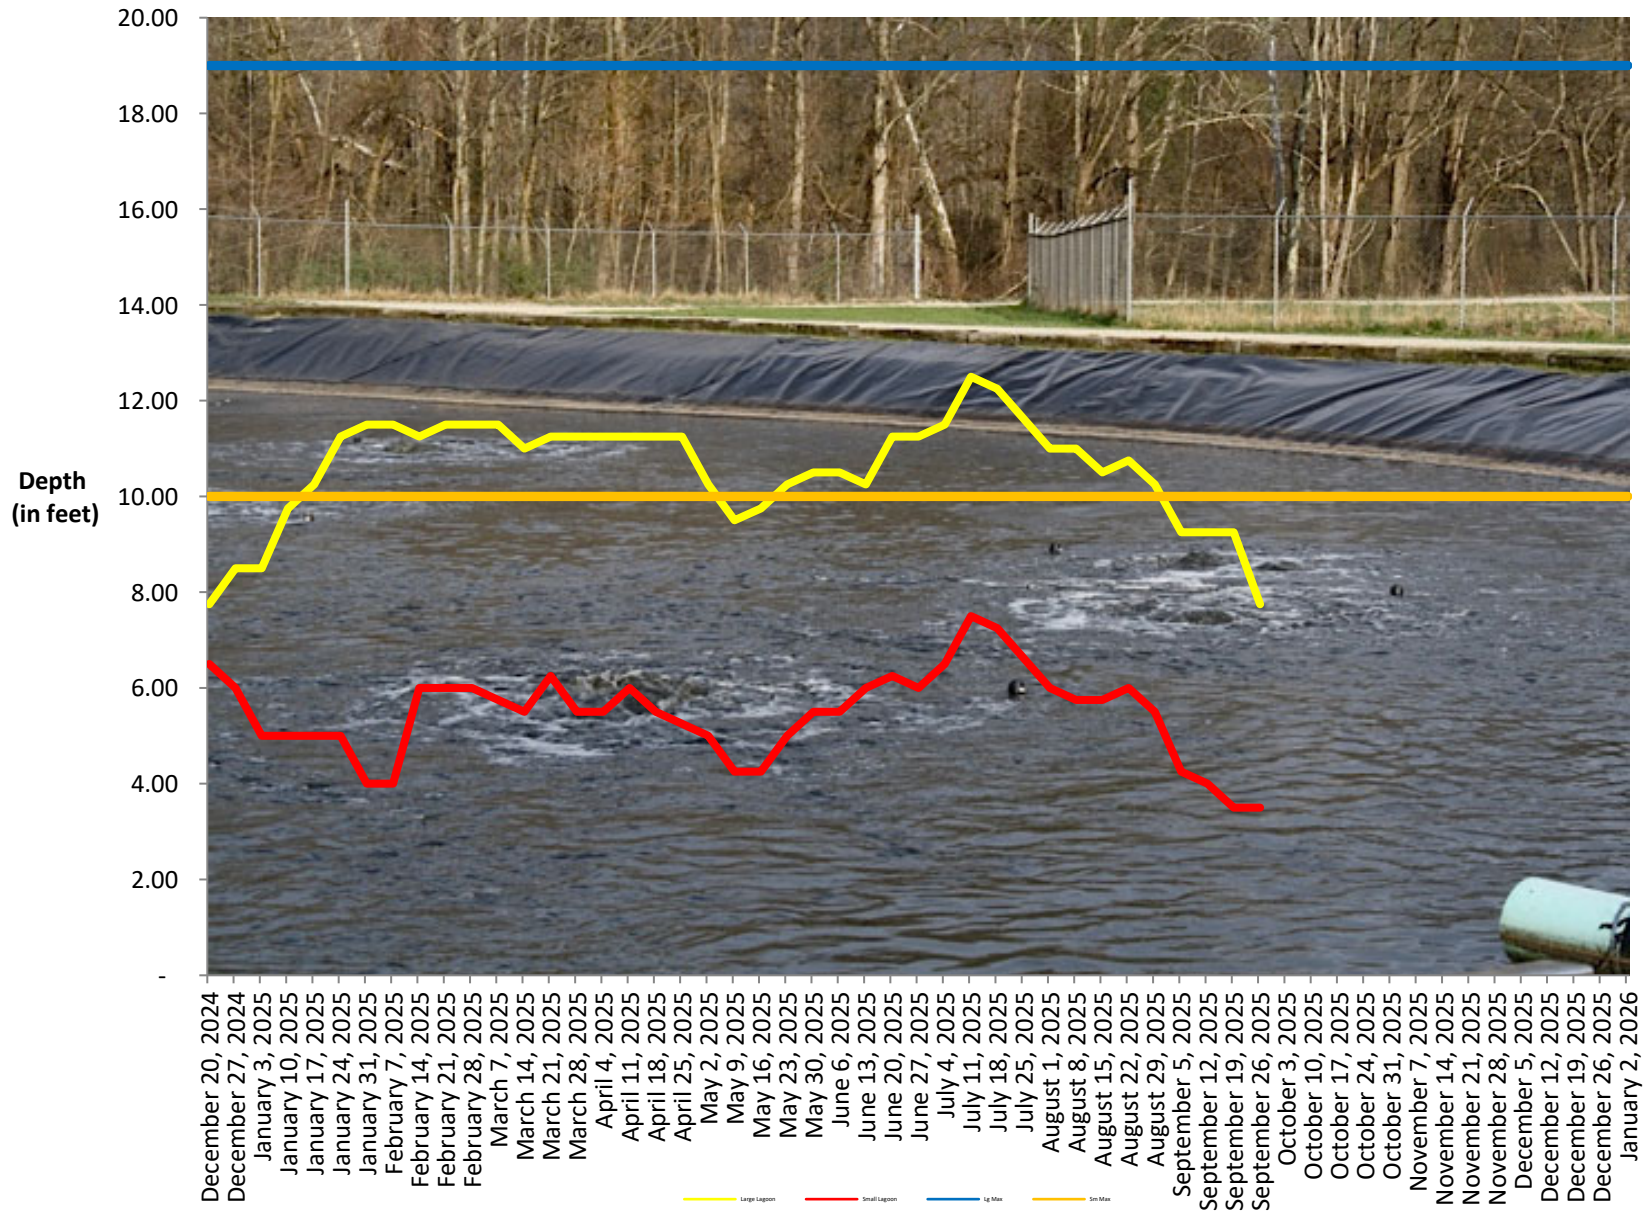 20.00
18.00
16.00
14.00
12.00
10.00
8.00
6.00
4.00
2.00
-
Depth
(in feet)
December 20, 2024
December 27, 2024
January 3, 2025
January 10, 2025
January 17, 2025
January 24, 2025
January 31, 2025
February 7, 2025
February 14, 2025
February 21, 2025
February 28, 2025
March 7, 2025
March 14, 2025
March 21, 2025
March 28, 2025
April 4, 2025
April 11, 2025
April 18, 2025
April 25, 2025
May 2, 2025
May 9, 2025
May 16, 2025
May 23, 2025
May 30, 2025
June 6, 2025
June 13, 2025
June 20, 2025
June 27, 2025
July 4, 2025
July 11, 2025
July 18, 2025
July 25, 2025
August 1, 2025
August 8, 2025
August 15, 2025
August 22, 2025
August 29, 2025
September 5, 2025
September 12, 2025
September 19, 2025
September 26, 2025
October 3, 2025
October 10, 2025
October 17, 2025
October 24, 2025
October 31, 2025
November 7, 2025
November 14, 2025
November 21, 2025
November 28, 2025
December 5, 2025
December 12, 2025
December 19, 2025
December 26, 2025
January 2, 2026
Large Lagoon
Small Lagoon
Lg Max
Sm Max